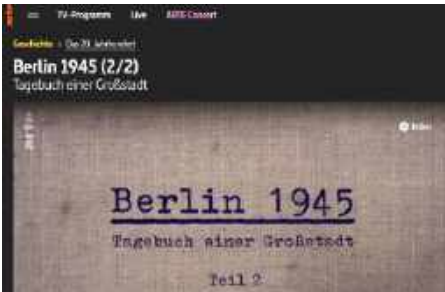 TV-Programm Live ARTE Concert
Geschichte > Das 20. Jahrhundert
Berlin 1945 (2/2)
Tagebuch einer Großstadt
Berlin 1945
Tagebuch einer Großstadt
Teil 2